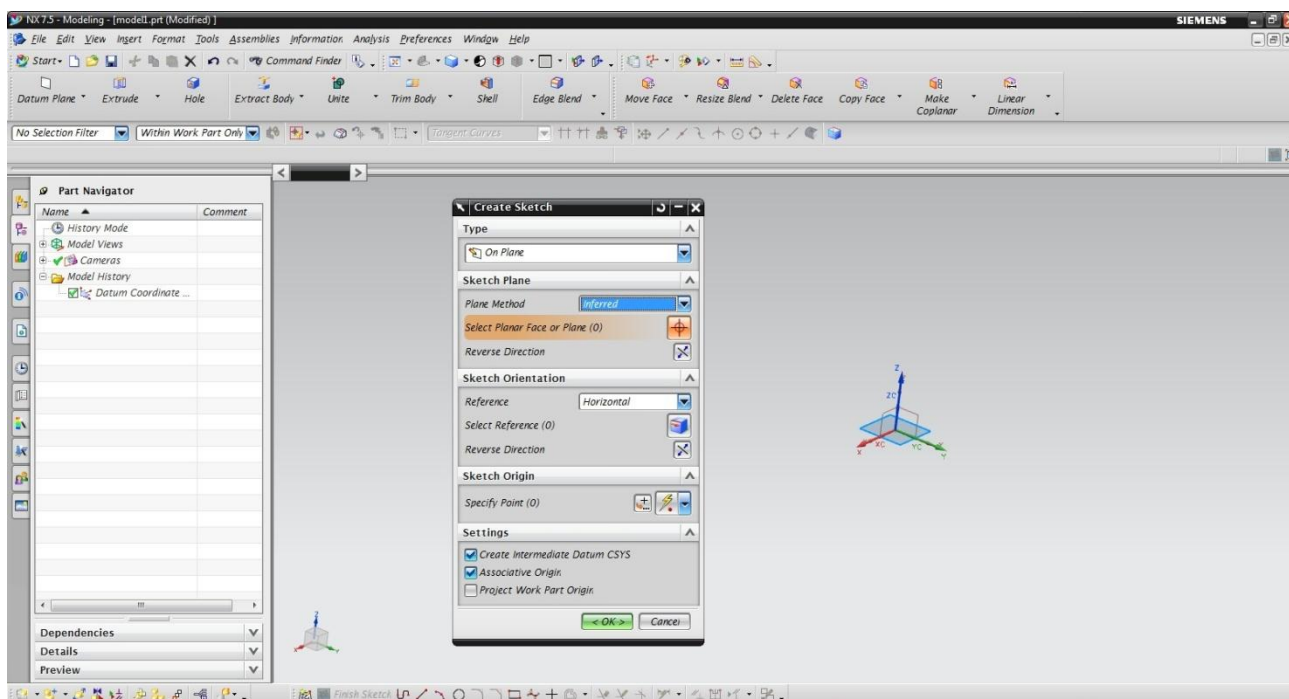 NX 7.5 - Modeling - [model1.prt (Modified) ] SIEMENS
File Edit View Insert Format Tools Assemblies Information Analysis Preferences Window Help
Start Command Finder
Datum Plane Extrude Hole Extract Body Unite Trim Body Shell Edge Blend Move Face Resize Blend Delete Face Copy Face Make Coplanar Linear Dimension
No Selection Filter Within Work Part Only Tangent Curves
Part Navigator
Name Comment
History Mode
Model Views
Cameras
Model History
Datum Coordinate ...
Dependencies
Details
Preview
Create Sketch
Type
On Plane
Sketch Plane
Plane Method Inferred
Select Planar Face or Plane (0)
Reverse Direction
Sketch Orientation
Reference Horizontal
Select Reference (0)
Reverse Direction
Sketch Origin
Specify Point (0)
Settings
Create Intermediate Datum CSYS
Associative Origin
Project Work Part Origin
< OK > Cancel
Z
ZC
XC YC
X Y
Z
Finish Sketch